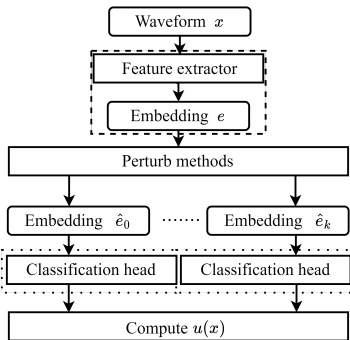 Waveform x
Feature extractor
Embedding e
Perturb methods
Embedding ê₀ ........ Embedding êₖ
Classification head Classification head
Compute u(x)